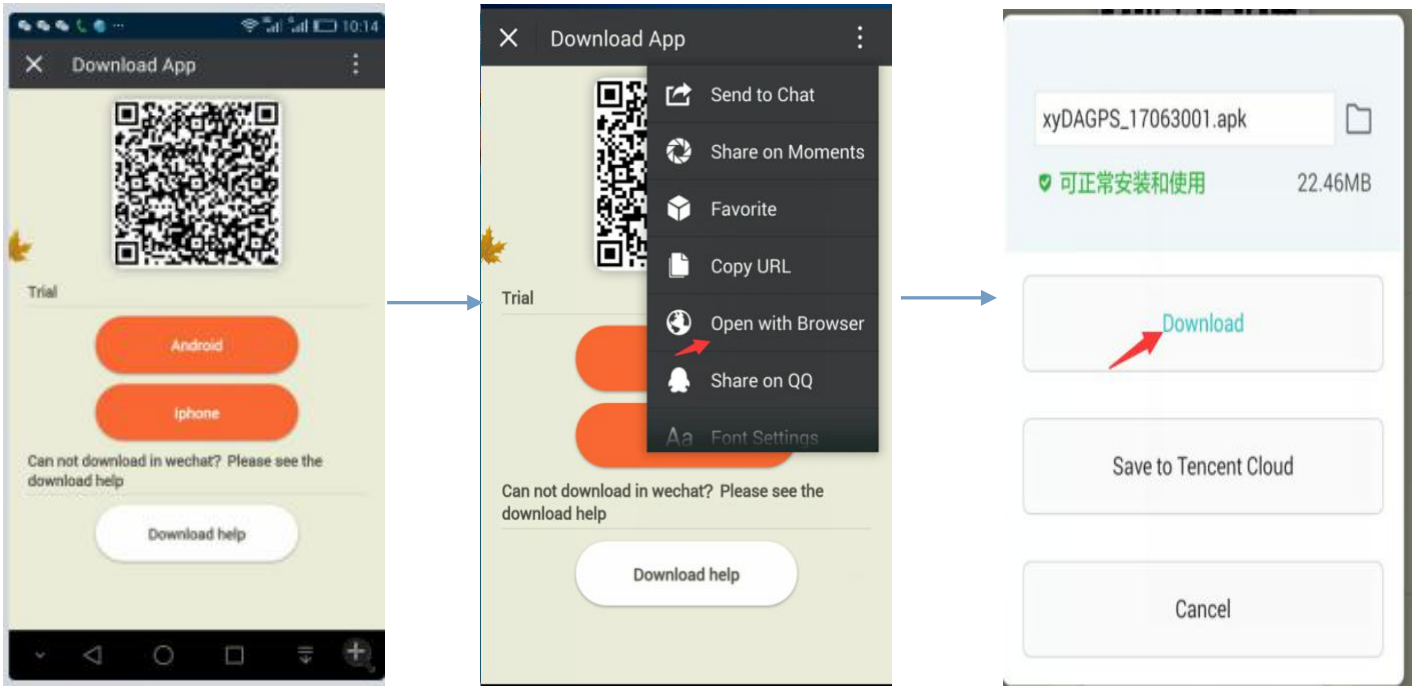 10:14
Download App
Trial
Android
Iphone
Can not download in wechat? Please see the
download help
Download help
Download App
Send to Chat
Share on Moments
Favorite
Copy URL
Open with Browser
Share on QQ
Aa Font Settings
Trial
Can not download in wechat? Please see the
download help
Download help
xyDAGPS_17063001.apk
可正常安装和使用 22.46MB
Download
Save to Tencent Cloud
Cancel